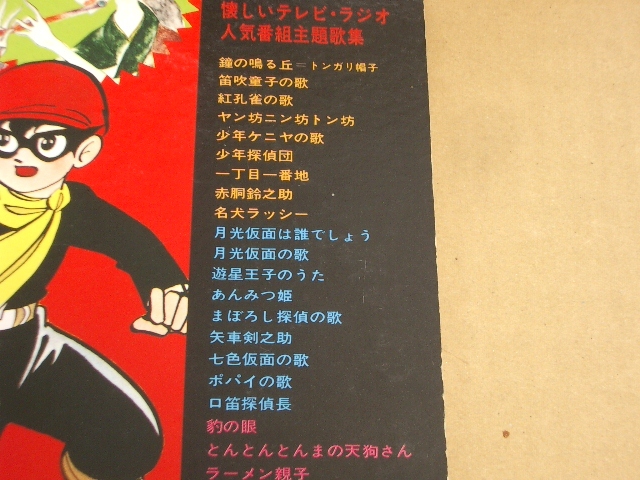 懐しいテレビ・ラジオ
人気番組主題歌集
鐘の鳴る丘=トンガリ帽子
笛吹童子の歌
紅孔雀の歌
ヤン坊ニン坊トン坊
少年ケニヤの歌
少年探偵団
一丁目一番地
赤胴鈴之助
名犬ラッシー
月光仮面は誰でしょう
月光仮面の歌
遊星王子のうた
あんみつ姫
まぼろし探偵の歌
矢車剣之助
七色仮面の歌
ポパイの歌
口笛探偵長
豹の眼
とんとんとんまの天狗さん
ラーメン親子